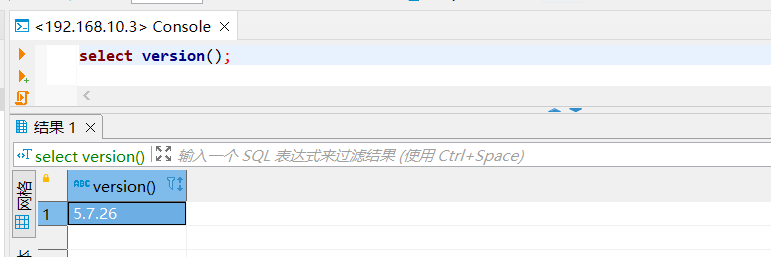 <192.168.10.3> Console
select version();
结果 1
select version()
输入一个 SQL 表达式来过滤结果 (使用 Ctrl+Space)
网格
ABC version()
1
5.7.26